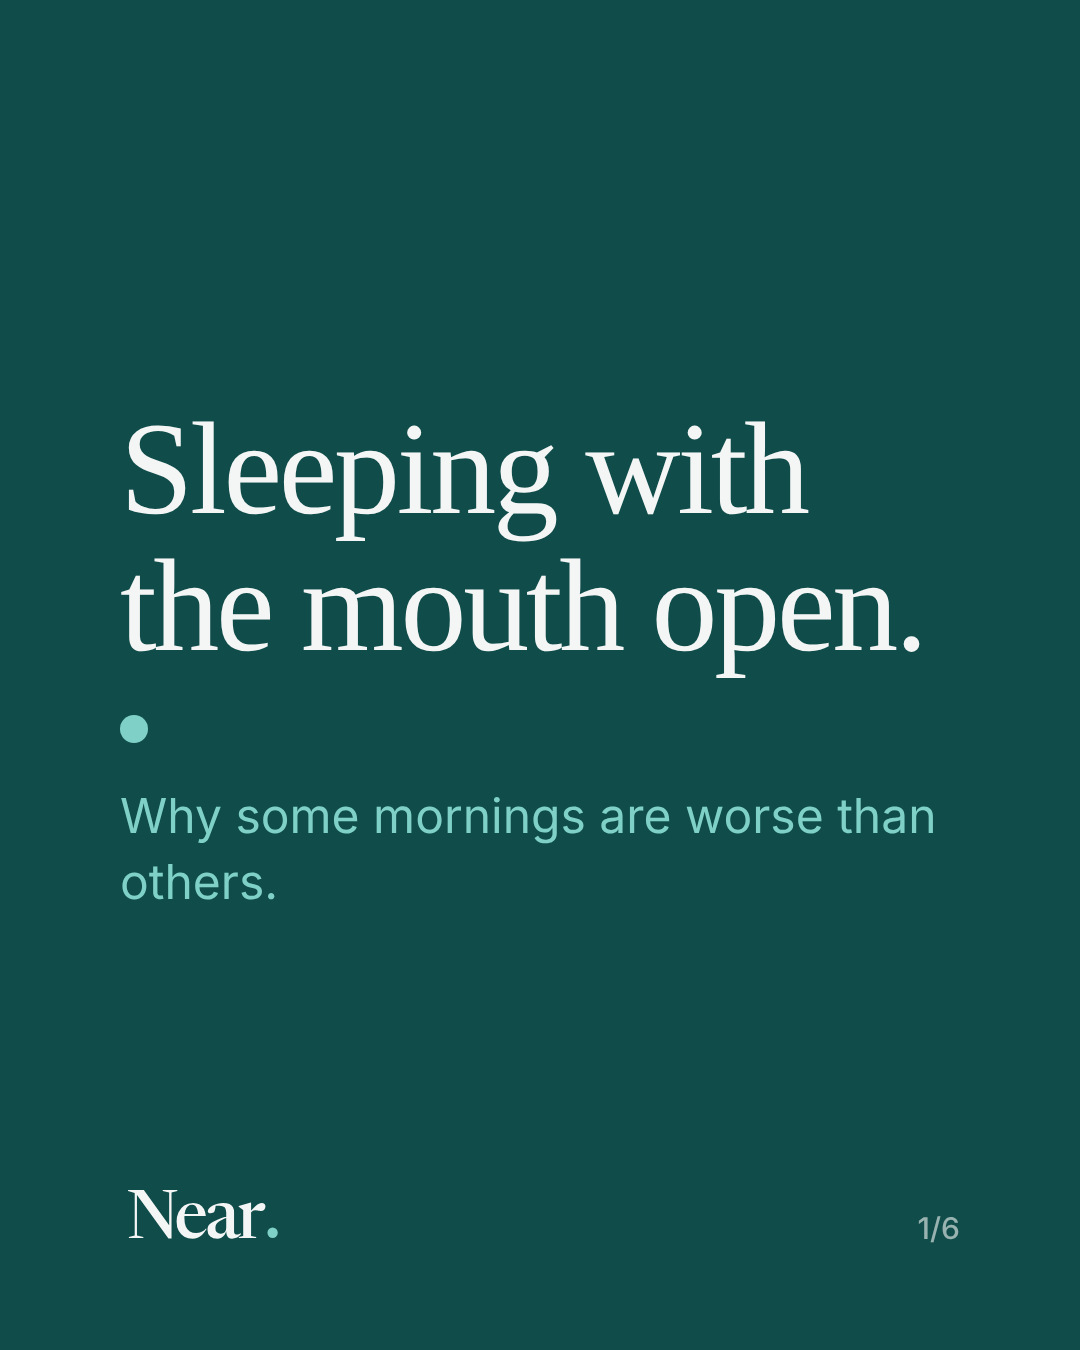 Sleeping with
the mouth open.
Why some mornings are worse than
others.
Near.
1/6